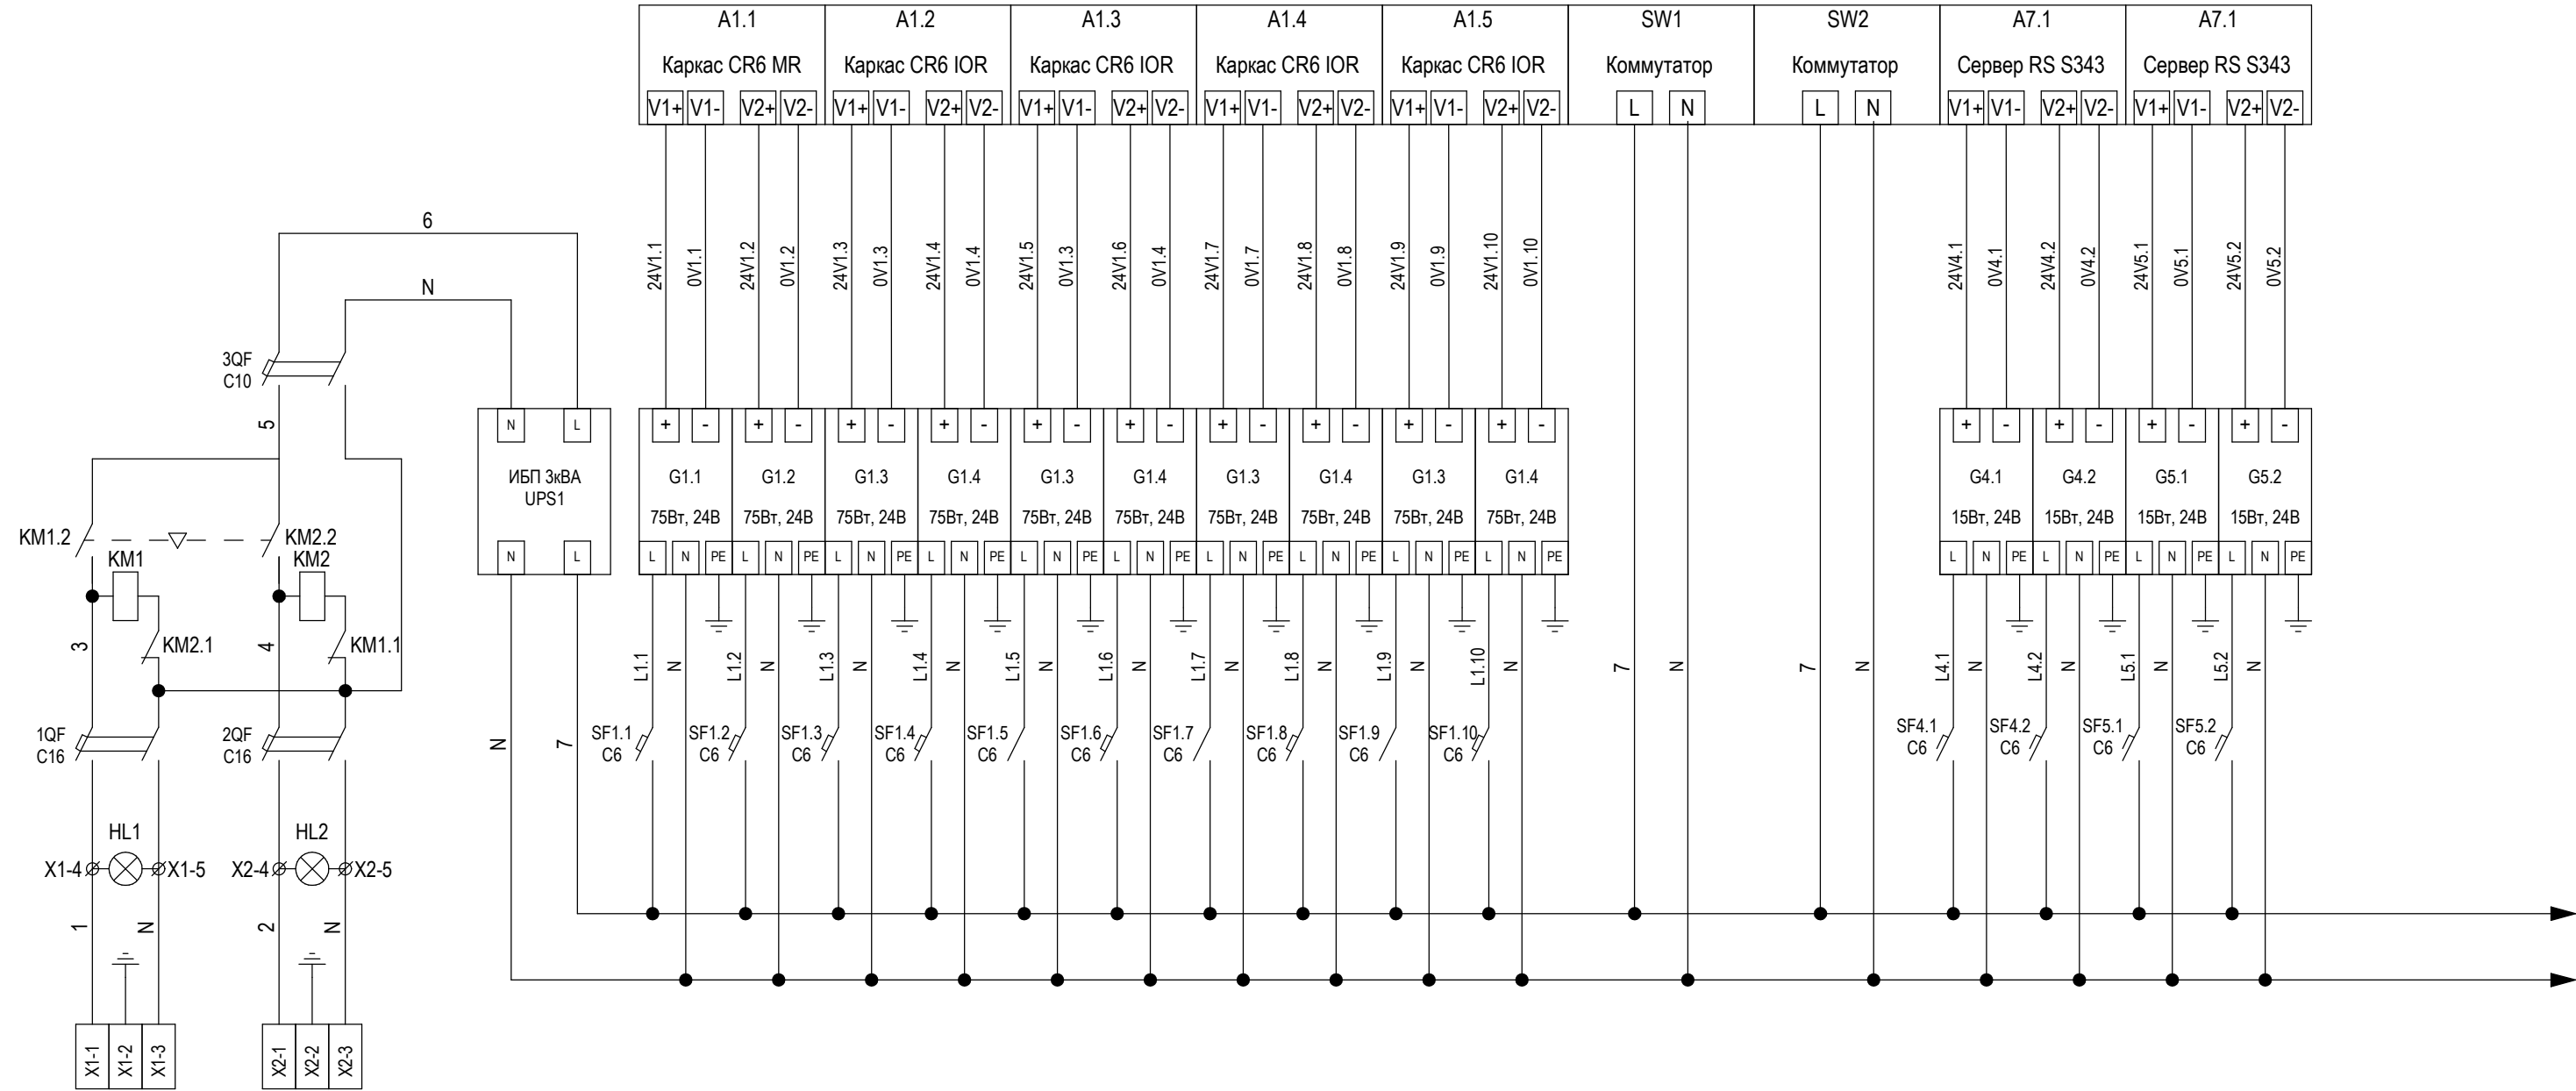 A1.1 A1.2 A1.3 A1.4 A1.5 SW1 SW2 A7.1 A7.1
Каркас CR6 MR Каркас CR6 IOR Каркас CR6 IOR Каркас CR6 IOR Каркас CR6 IOR Коммутатор Коммутатор Сервер RS S343 Сервер RS S343
V1+ V1- V2+ V2- V1+ V1- V2+ V2- V1+ V1- V2+ V2- V1+ V1- V2+ V2- V1+ V1- V2+ V2- L N L N V1+ V1- V2+ V2- V1+ V1- V2+ V2-
6
24V1.1 0V1.1 24V1.2 0V1.2 24V1.3 0V1.3 24V1.4 0V1.4 24V1.5 0V1.3 24V1.6 0V1.4 24V1.7 0V1.7 24V1.8 0V1.8 24V1.9 0V1.9 24V1.10 0V1.10 24V4.1 0V4.1 24V4.2 0V4.2 24V5.1 0V5.1 24V5.2 0V5.2
N
3QF
C10
5
N L + - + - + - + - + - + - + - + - + - + - + - + - + - + -
ИБП 3кВА
UPS1
G1.1 G1.2 G1.3 G1.4 G1.3 G1.4 G1.3 G1.4 G1.3 G1.4 G4.1 G4.2 G5.1 G5.2
75Вт, 24В 75Вт, 24В 75Вт, 24В 75Вт, 24В 75Вт, 24В 75Вт, 24В 75Вт, 24В 75Вт, 24В 75Вт, 24В 75Вт, 24В 15Вт, 24В 15Вт, 24В 15Вт, 24В 15Вт, 24В
KM1.2 KM2.2
KM1 KM2
N L L N PE L N PE L N PE L N PE L N PE L N PE L N PE L N PE L N PE L N PE L N PE L N PE L N PE L N PE
3 KM2.1 4 KM1.1
L1.1 N L1.2 N L1.3 N L1.4 N L1.5 N L1.6 N L1.7 N L1.8 N L1.9 N L1.10 N 7 N 7 N L4.1 N L4.2 N L5.1 N L5.2 N
1QF 2QF
C16 C16
N 7
SF1.1 SF1.2 SF1.3 SF1.4 SF1.5 SF1.6 SF1.7 SF1.8 SF1.9 SF1.10 SF4.1 SF4.2 SF5.1 SF5.2
C6 C6 C6 C6 C6 C6 C6 C6 C6 C6 C6 C6 C6 C6
HL1 HL2
X1-4 X1-5 X2-4 X2-5
1 N 2 N
X1-1 X1-2 X1-3 X2-1 X2-2 X2-3